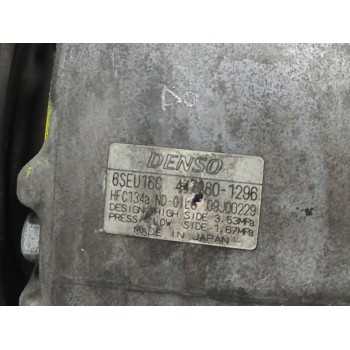 DENSO
6SEU16C 447260-1296
HFC134a ND-OIL8 109J00229
DESIGN HIGH SIDE 3.53MPa
PRESS. LOW SIDE 1.67MPa
MADE IN JAPAN